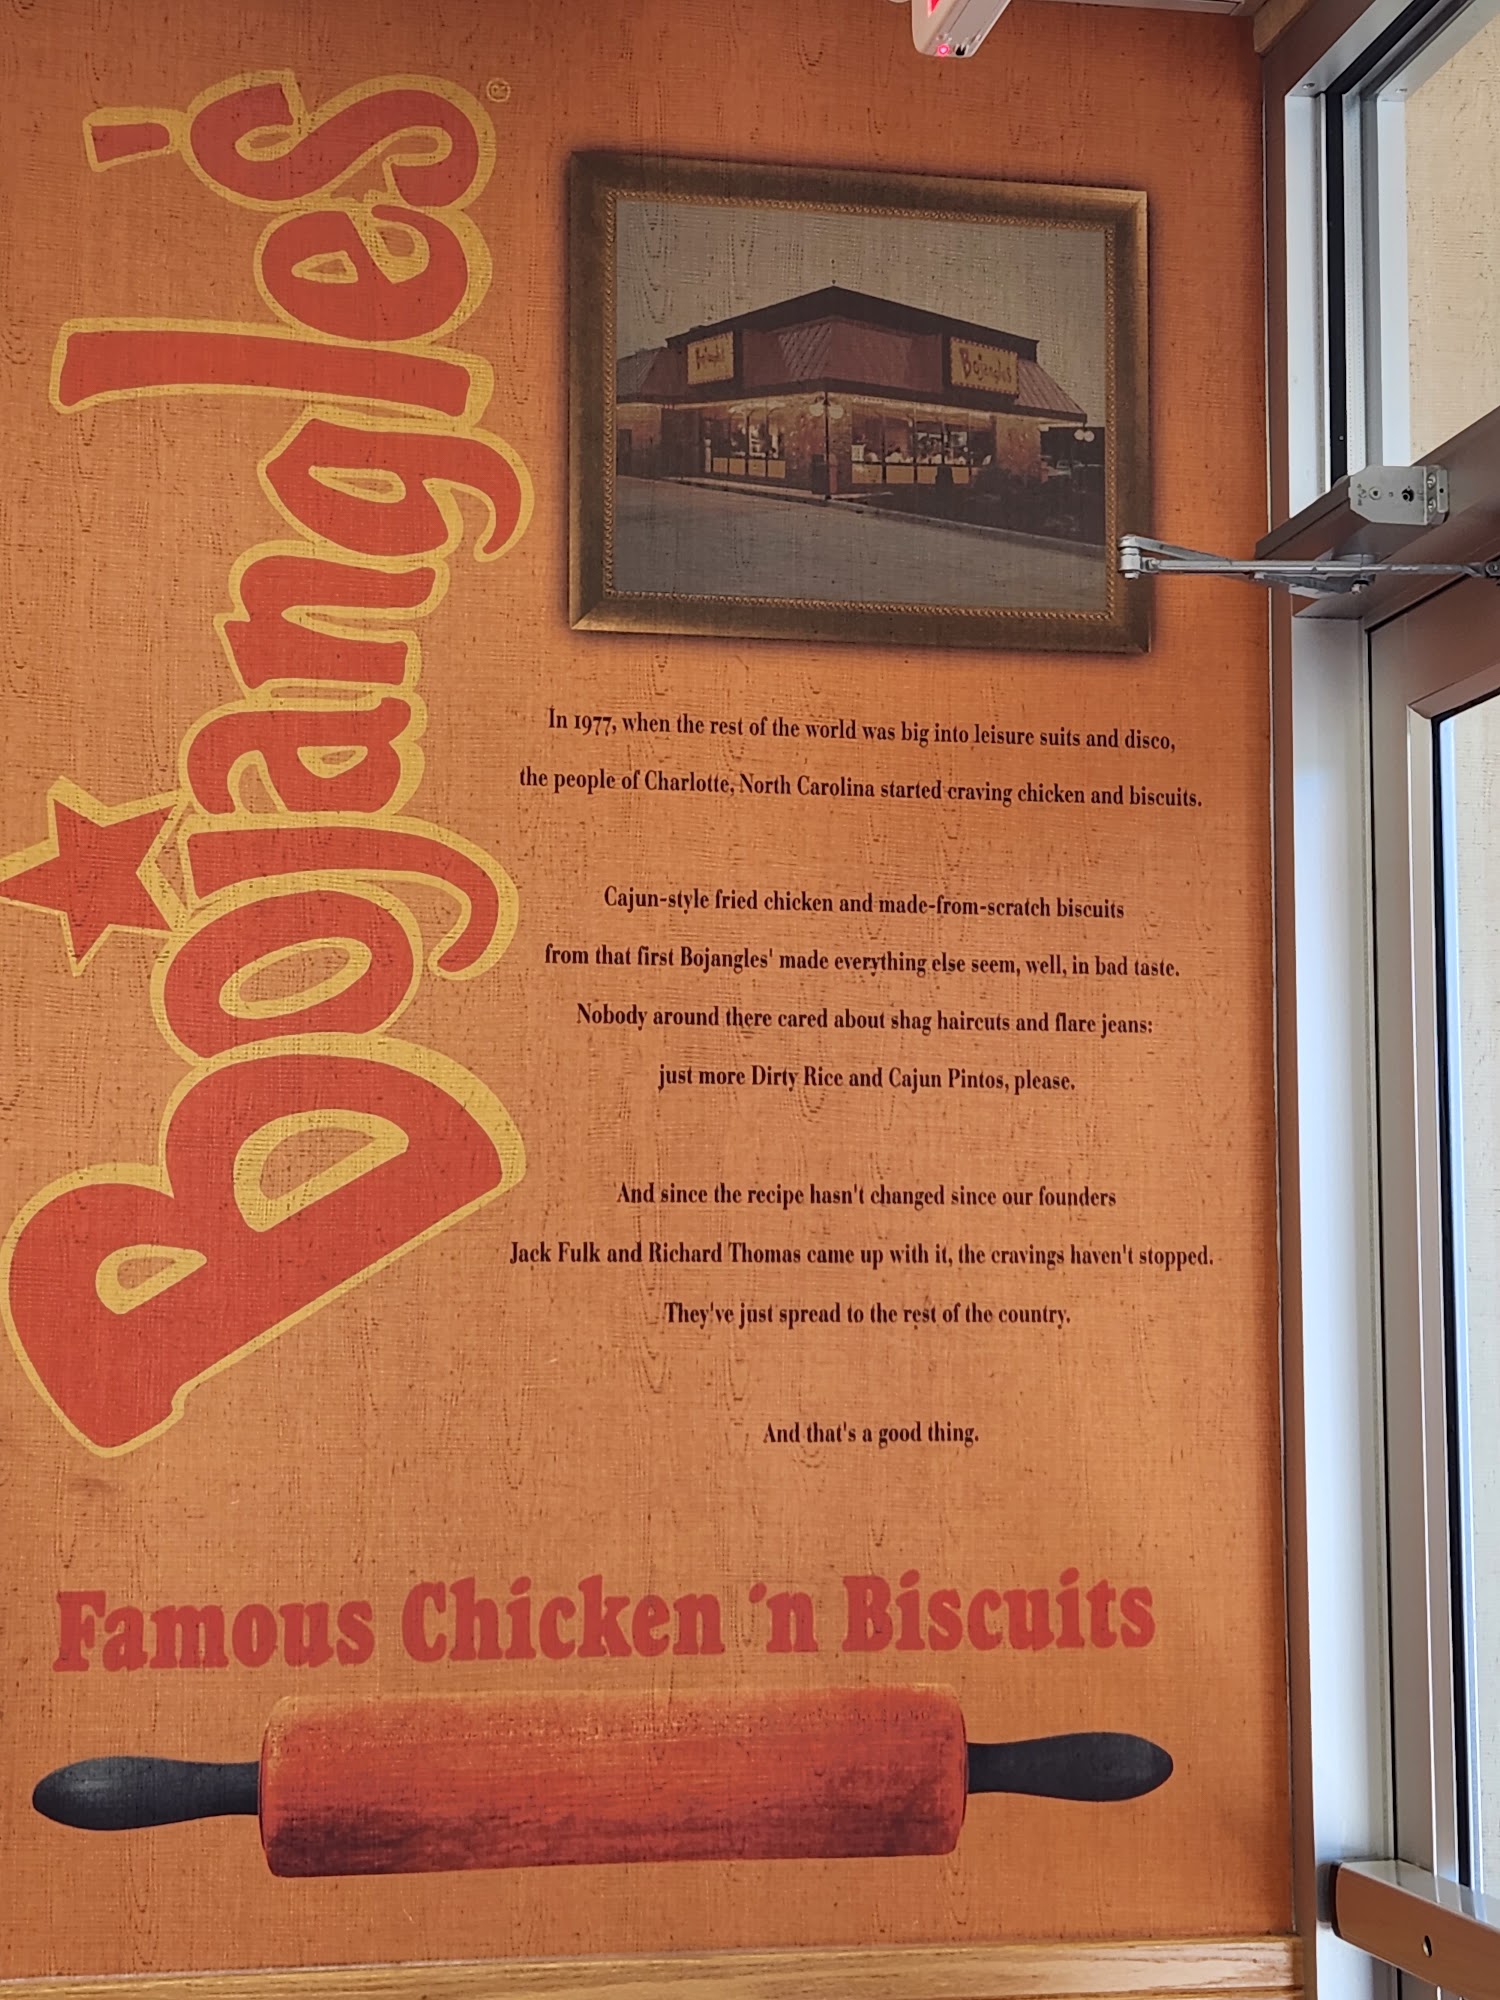 Bojangles'®
Bojangles
Bojangles
In 1977, when the rest of the world was big into leisure suits and disco,
the people of Charlotte, North Carolina started craving chicken and biscuits.
Cajun-style fried chicken and made-from-scratch biscuits
from that first Bojangles' made everything else seem, well, in bad taste.
Nobody around there cared about shag haircuts and flare jeans:
just more Dirty Rice and Cajun Pintos, please.
And since the recipe hasn't changed since our founders
Jack Fulk and Richard Thomas came up with it, the cravings haven't stopped.
They've just spread to the rest of the country.
And that's a good thing.
Famous Chicken 'n Biscuits